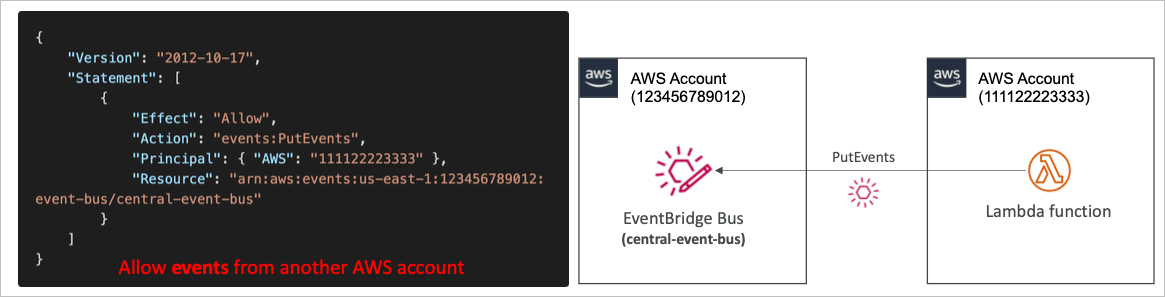 {
"Version": "2012-10-17",
"Statement": [
{
"Effect": "Allow",
"Action": "events:PutEvents",
"Principal": { "AWS": "111122223333" },
"Resource": "arn:aws:events:us-east-1:123456789012:
event-bus/central-event-bus"
}
]
}
Allow events from another AWS account
aws
AWS Account
(123456789012)
EventBridge Bus
(central-event-bus)
PutEvents
aws
AWS Account
(111122223333)
Lambda function